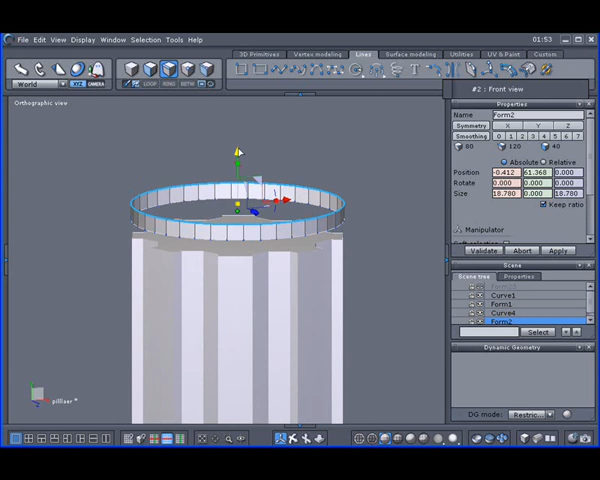 File Edit View Display Window Selection Tools Help 01:53
3D Primitives Vertex modeling Lines Surface modeling Utilities UV & Paint Custom
World XYZ CAMERA
LOOP RING BETW
#2 : Front view
Orthographic view
Properties
Name Form2
Symmetry X Y Z
Smoothing 0 1 2 3 4 5 6 7
80 120 40
Absolute Relative
Position -0.412 61.368 0.000
Rotate 0.000 0.000 0.000
Size 18.780 0.000 18.780
Keep ratio
Manipulator
Validate Abort Apply
Scene
Scene tree Properties
Curve1
Form1
Curve4
Form2
Select
Dynamic Geometry
DG mode: Restric...
pilllaer *